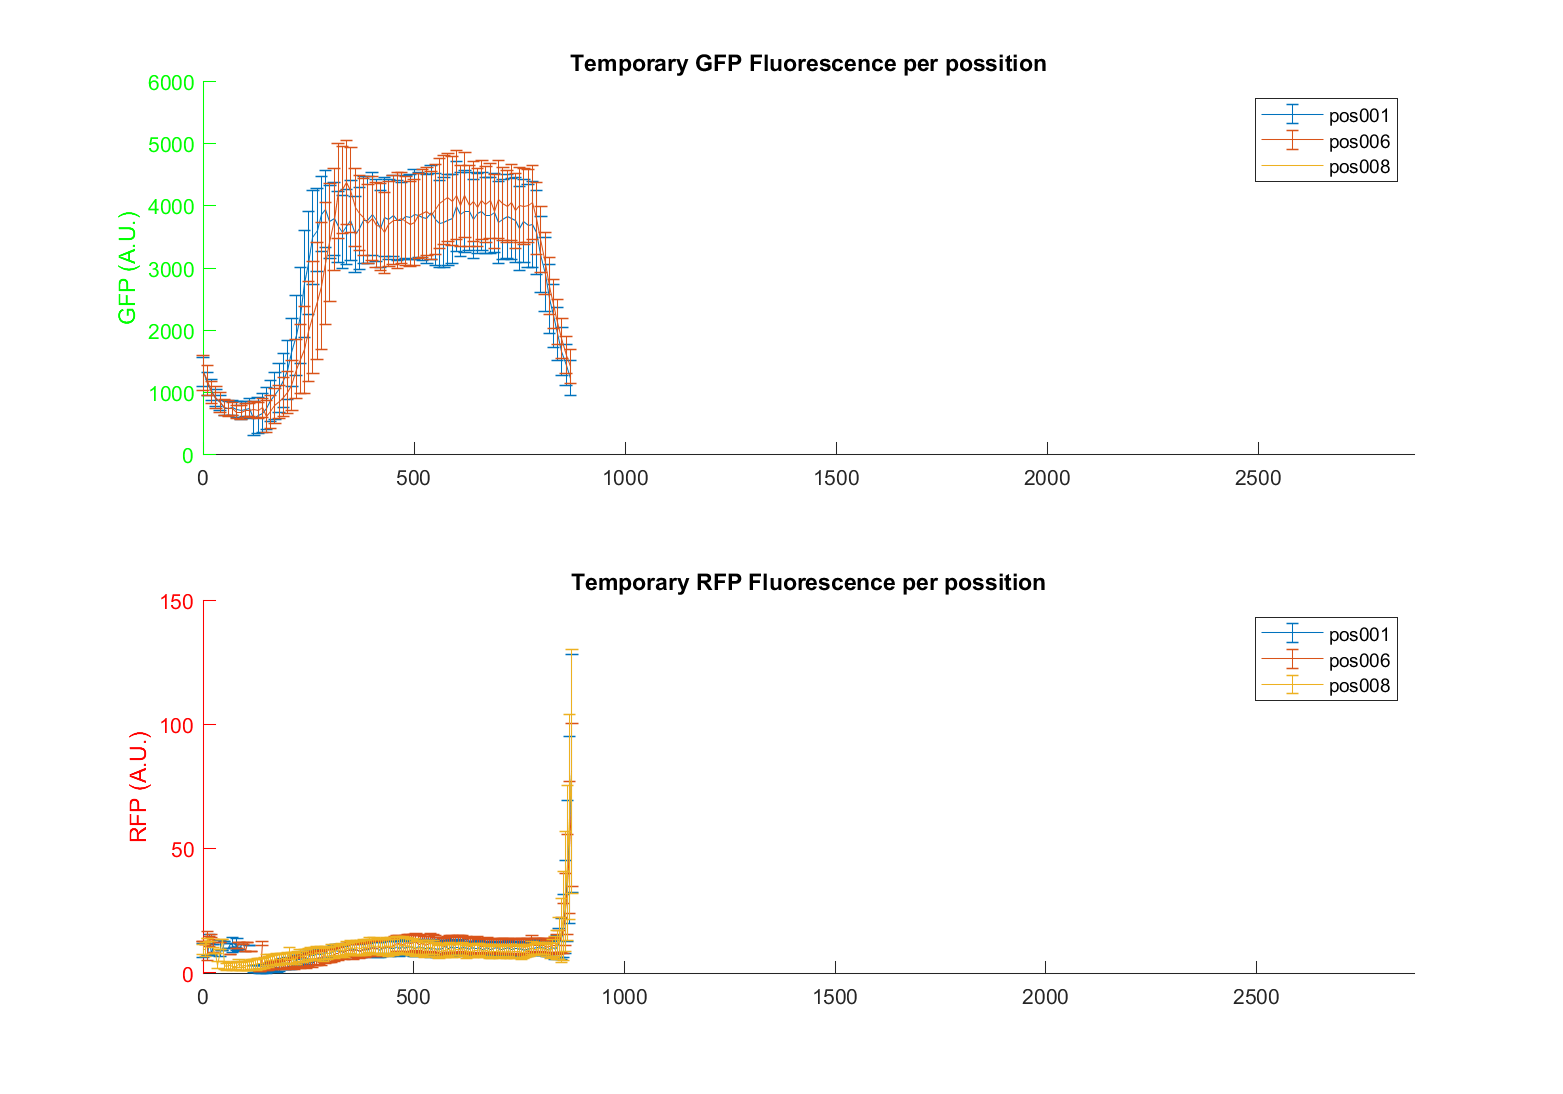 Temporary GFP Fluorescence per possition
6000
5000
4000
3000
2000
1000
0
GFP (A.U.)
pos001
pos006
pos008
0 500 1000 1500 2000 2500
Temporary RFP Fluorescence per possition
150
100
50
0
RFP (A.U.)
pos001
pos006
pos008
0 500 1000 1500 2000 2500